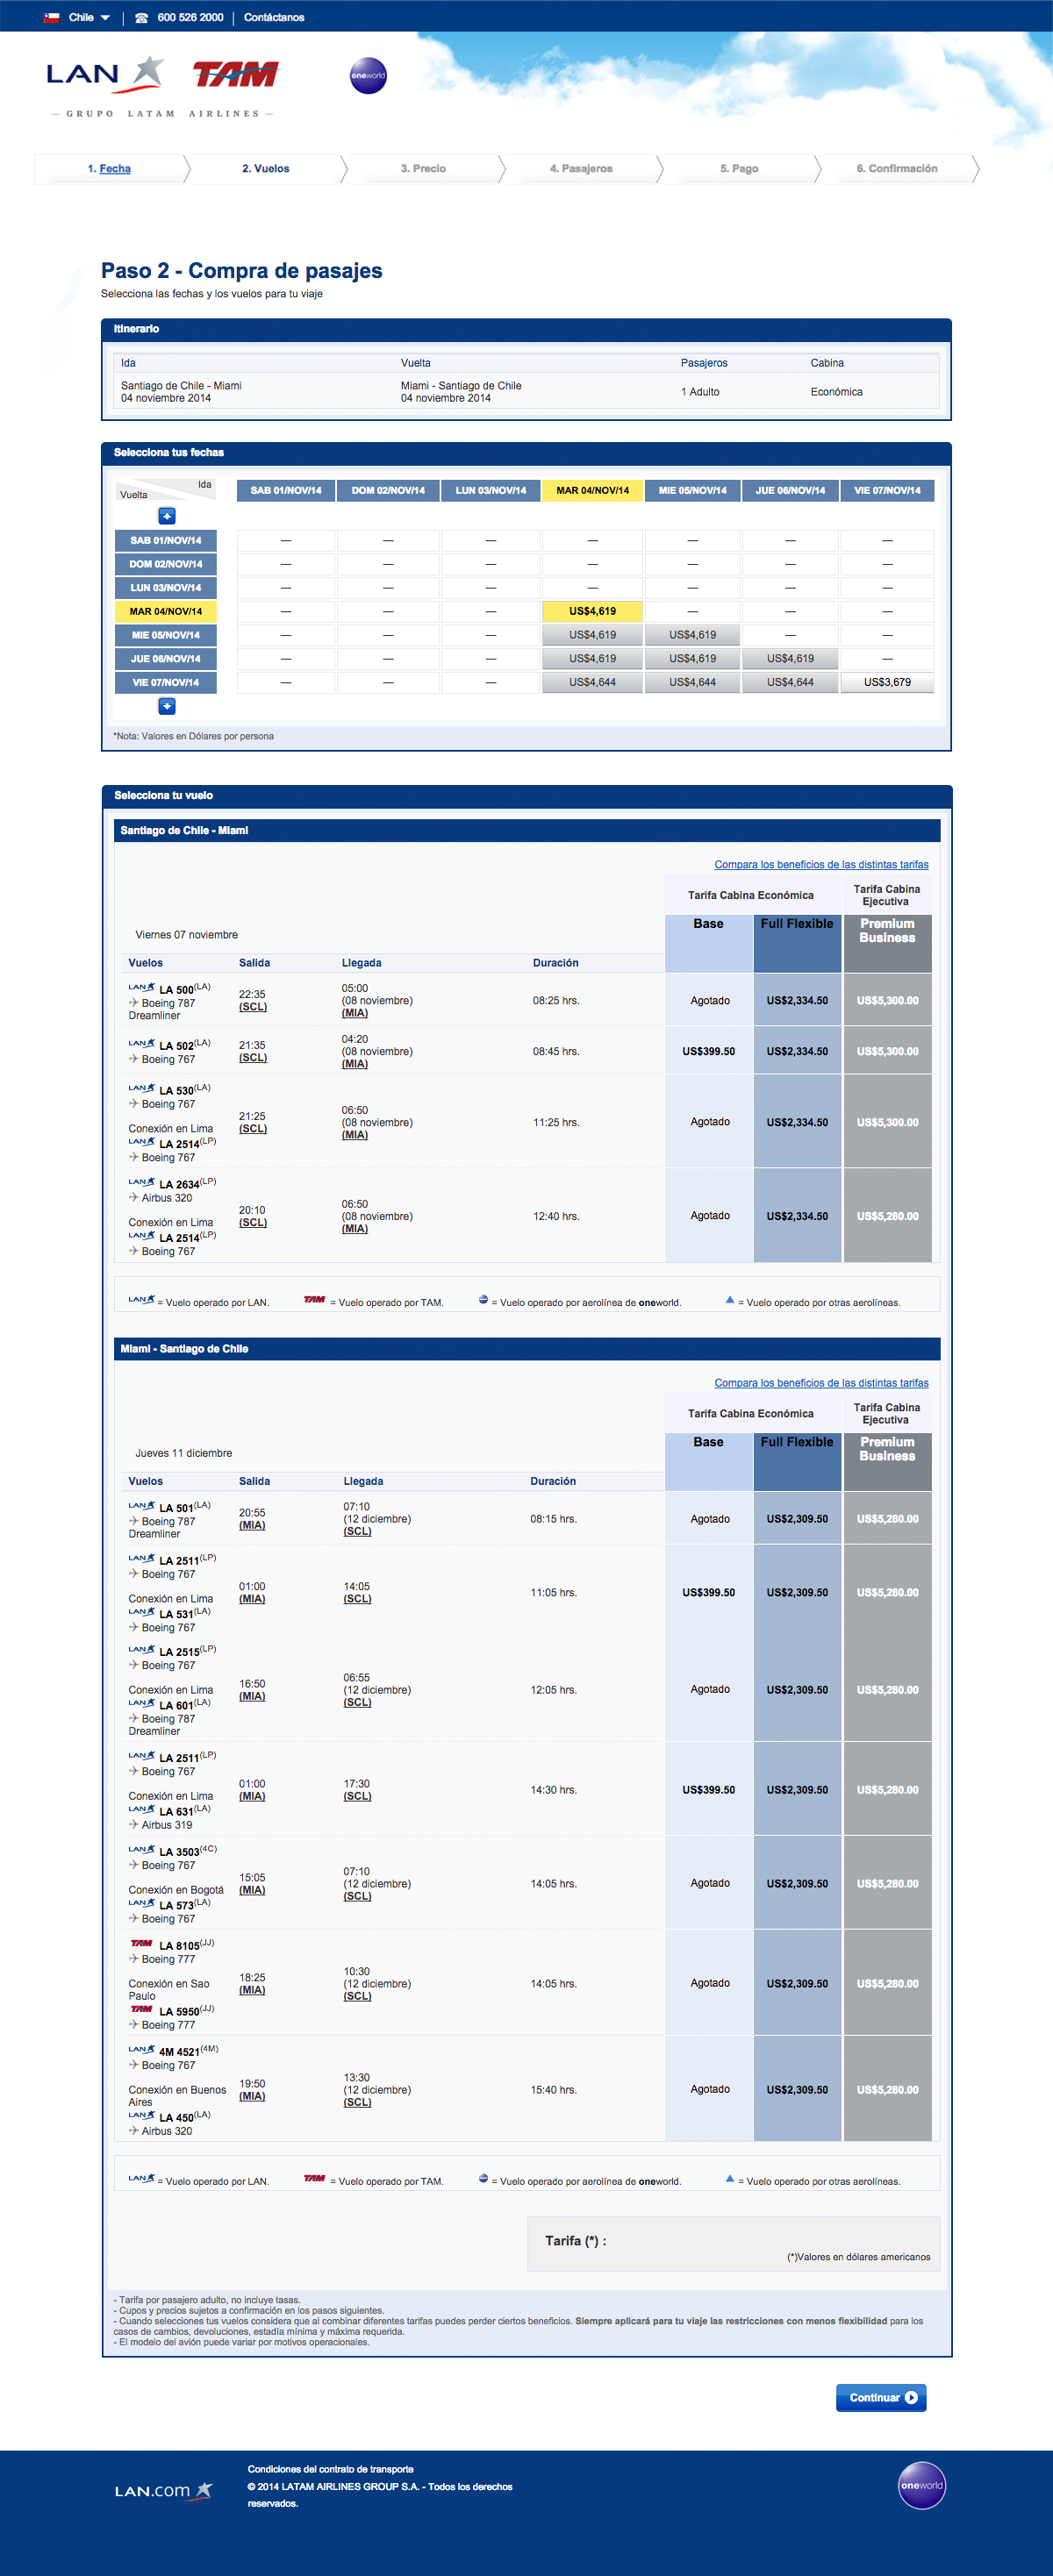 Chile
600 526 2000
Contáctanos
LAN TAM oneworld
GRUPO LATAM AIRLINES
1. Fecha 2. Vuelos 3. Precio 4. Pasajeros 5. Pago 6. Confirmación
Paso 2 - Compra de pasajes
Selecciona las fechas y los vuelos para tu viaje
Itinerario
Ida Vuelta Pasajeros Cabina
Santiago de Chile - Miami Miami - Santiago de Chile 1 Adulto Económica
04 noviembre 2014 04 noviembre 2014
Selecciona tus fechas
Ida
Vuelta
SAB 01/NOV/14 DOM 02/NOV/14 LUN 03/NOV/14 MAR 04/NOV/14 MIE 05/NOV/14 JUE 06/NOV/14 VIE 07/NOV/14
SAB 01/NOV/14 — — — — — — —
DOM 02/NOV/14 — — — — — — —
LUN 03/NOV/14 — — — — — — —
MAR 04/NOV/14 — — — US$4,619 — — —
MIE 05/NOV/14 — — — US$4,619 US$4,619 — —
JUE 06/NOV/14 — — — US$4,619 US$4,619 US$4,619 —
VIE 07/NOV/14 — — — US$4,644 US$4,644 US$4,644 US$3,679
*Nota: Valores en Dólares por persona
Selecciona tu vuelo
Santiago de Chile - Miami
Compara los beneficios de las distintas tarifas
Tarifa Cabina Económica Tarifa Cabina
Ejecutiva
Base Full Flexible Premium
Business
Viernes 07 noviembre
Vuelos Salida Llegada Duración
LAN LA 500(LA)
Boeing 787
Dreamliner
22:35
(SCL)
05:00
(08 noviembre)
(MIA)
08:25 hrs. Agotado US$2,334.50 US$5,300.00
LAN LA 502(LA)
Boeing 767
21:35
(SCL)
04:20
(08 noviembre)
(MIA)
08:45 hrs. US$399.50 US$2,334.50 US$5,300.00
LAN LA 530(LA)
Boeing 767
Conexión en Lima
LAN LA 2514(LP)
Boeing 767
21:25
(SCL)
06:50
(08 noviembre)
(MIA)
11:25 hrs. Agotado US$2,334.50 US$5,300.00
LAN LA 2634(LP)
Airbus 320
Conexión en Lima
LAN LA 2514(LP)
Boeing 767
20:10
(SCL)
06:50
(08 noviembre)
(MIA)
12:40 hrs. Agotado US$2,334.50 US$5,280.00
LAN = Vuelo operado por LAN. TAM = Vuelo operado por TAM. = Vuelo operado por aerolínea de oneworld. = Vuelo operado por otras aerolíneas.
Miami - Santiago de Chile
Compara los beneficios de las distintas tarifas
Tarifa Cabina Económica Tarifa Cabina
Ejecutiva
Base Full Flexible Premium
Business
Jueves 11 diciembre
Vuelos Salida Llegada Duración
LAN LA 501(LA)
Boeing 787
Dreamliner
20:55
(MIA)
07:10
(12 diciembre)
(SCL)
08:15 hrs. Agotado US$2,309.50 US$5,280.00
LAN LA 2511(LP)
Boeing 767
Conexión en Lima
LAN LA 531(LA)
Boeing 767
01:00
(MIA)
14:05
(SCL)
11:05 hrs. US$399.50 US$2,309.50 US$5,280.00
LAN LA 2515(LP)
Boeing 767
Conexión en Lima
LAN LA 601(LA)
Boeing 787
Dreamliner
16:50
(MIA)
06:55
(12 diciembre)
(SCL)
12:05 hrs. Agotado US$2,309.50 US$5,280.00
LAN LA 2511(LP)
Boeing 767
Conexión en Lima
LAN LA 631(LA)
Airbus 319
01:00
(MIA)
17:30
(SCL)
14:30 hrs. US$399.50 US$2,309.50 US$5,280.00
LAN LA 3503(4C)
Boeing 767
Conexión en Bogotá
LAN LA 573(LA)
Boeing 767
15:05
(MIA)
07:10
(12 diciembre)
(SCL)
14:05 hrs. Agotado US$2,309.50 US$5,280.00
TAM LA 8105(JJ)
Boeing 777
Conexión en Sao
Paulo
TAM LA 5950(JJ)
Boeing 777
18:25
(MIA)
10:30
(12 diciembre)
(SCL)
14:05 hrs. Agotado US$2,309.50 US$5,280.00
LAN 4M 4521(4M)
Boeing 767
Conexión en Buenos
Aires
LAN LA 450(LA)
Airbus 320
19:50
(MIA)
13:30
(12 diciembre)
(SCL)
15:40 hrs. Agotado US$2,309.50 US$5,280.00
LAN = Vuelo operado por LAN. TAM = Vuelo operado por TAM. = Vuelo operado por aerolínea de oneworld. = Vuelo operado por otras aerolíneas.
Tarifa (*) :
(*)Valores en dólares americanos
- Tarifa por pasajero adulto, no incluye tasas.
- Cupos y precios sujetos a confirmación en los pasos siguientes.
- Cuando selecciones tus vuelos considera que al combinar diferentes tarifas puedes perder ciertos beneficios. Siempre aplicará para tu viaje las restricciones con menos flexibilidad para los
casos de cambios, devoluciones, estadía mínima y máxima requerida.
- El modelo del avión puede variar por motivos operacionales.
Continuar
LAN.com
Condiciones del contrato de transporte
© 2014 LATAM AIRLINES GROUP S.A. - Todos los derechos
reservados.
oneworld